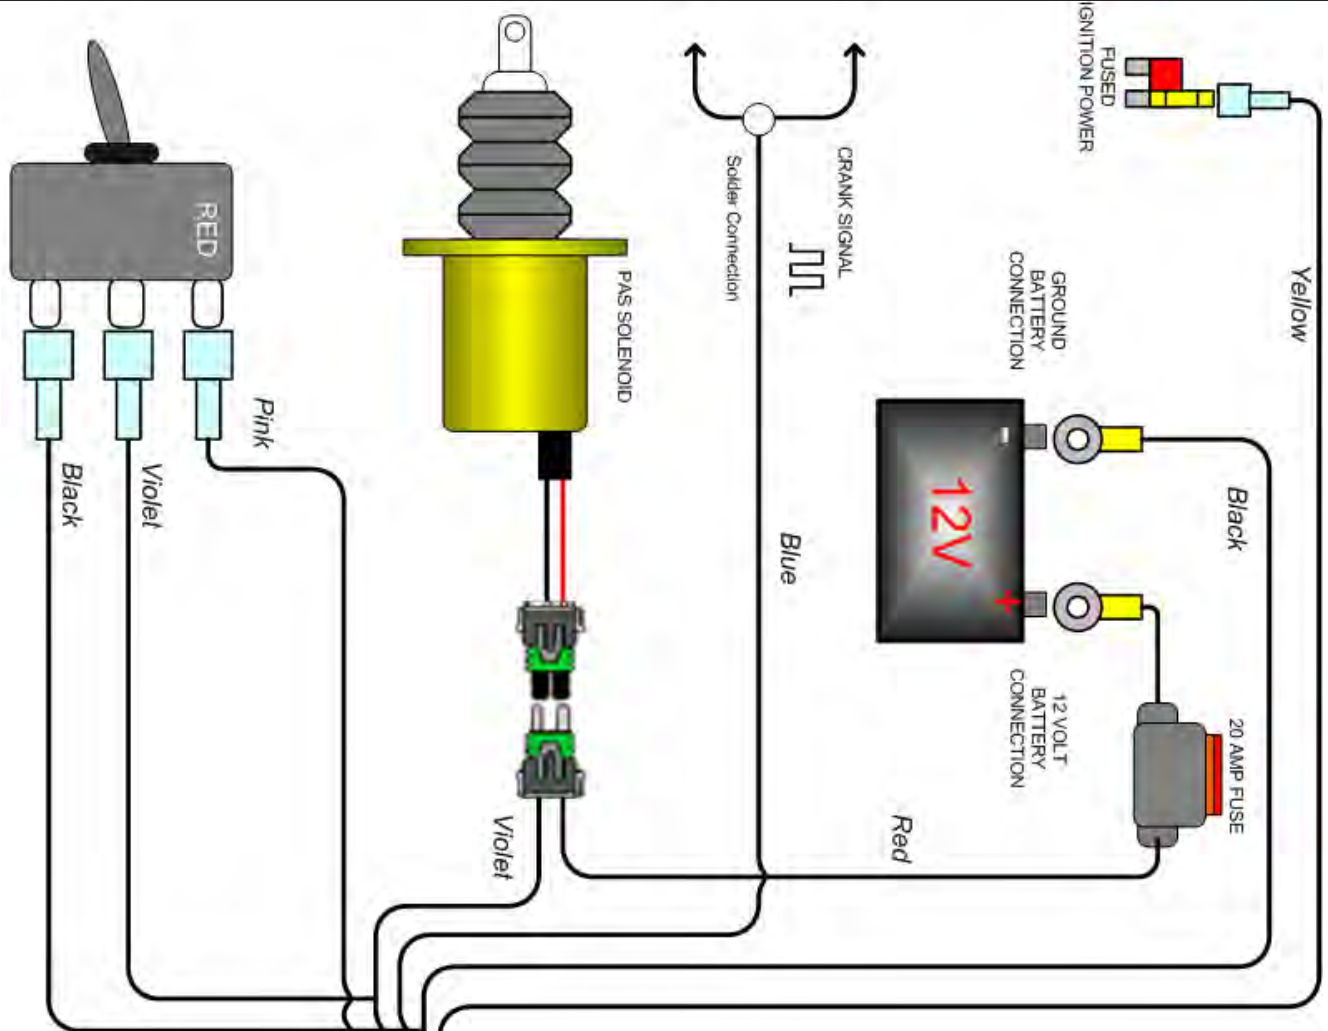 IGNITION POWER
FUSED
RED
CRANK SIGNAL
Solder Connection
PAS SOLENOID
GROUND
BATTERY
CONNECTION
Yellow
Pink
Black
Violet
Blue
-
12V
+
Black
12 VOLT
BATTERY
CONNECTION
20 AMP FUSE
Red
Violet